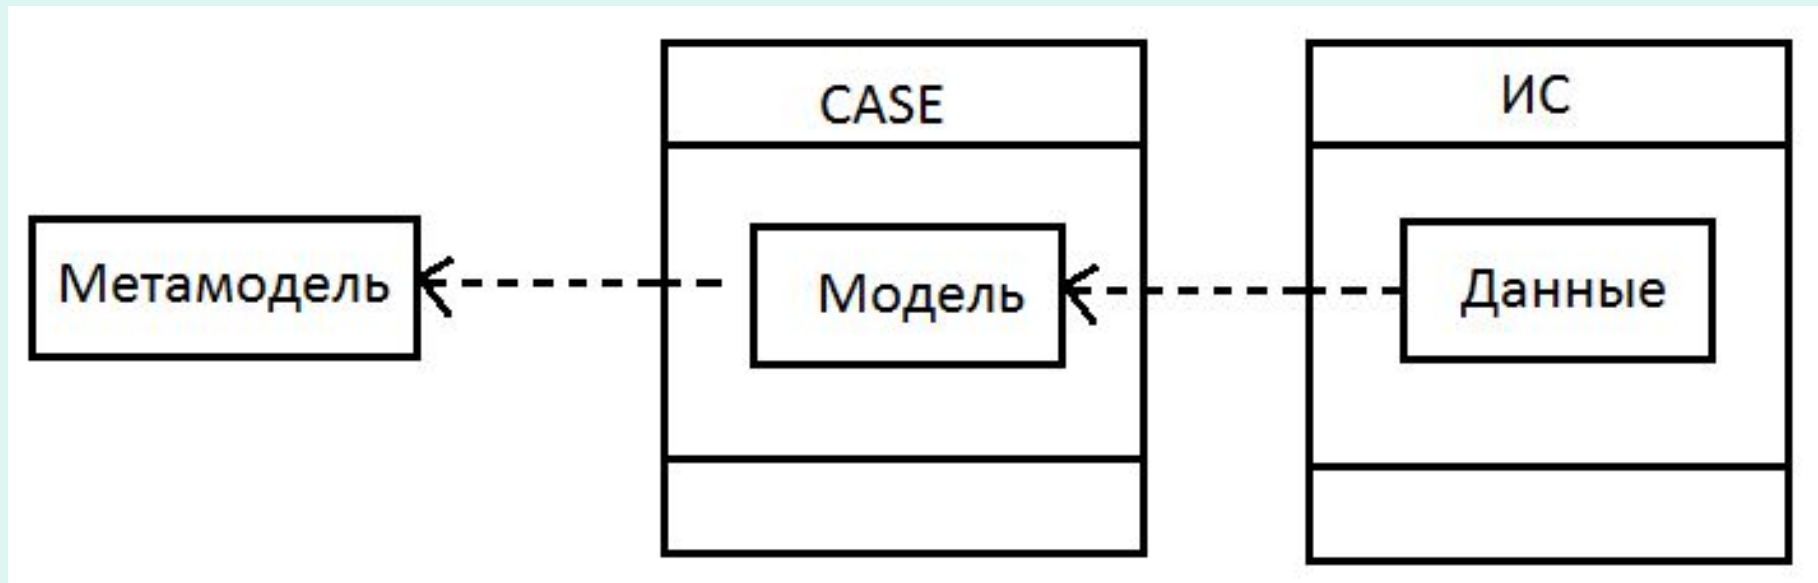 CASE
ИС
Метамодель
Модель
Данные